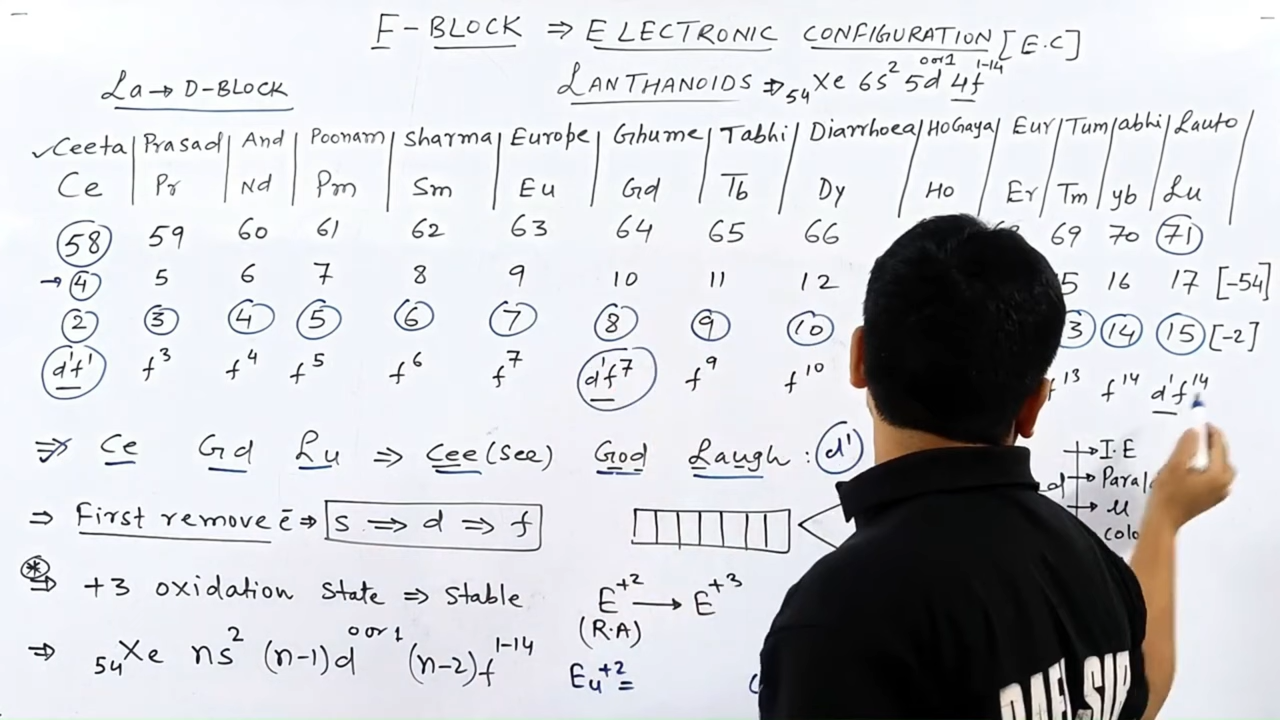 F-BLOCK ⇒ ELECTRONIC CONFIGURATION [E.C]
La → D-BLOCK
LANTHANOIDS ⇒ ₅₄Xe 6s² 5d⁰ ᵒʳ ¹ 4f¹⁻¹⁴
✓Ceeta | Prasad | And | Poonam | Sharma | Europe | Ghume | Tabhi | Diarrhoea | HoGaya | Eur | Tum | abhi | Lauto
Ce | Pr | Nd | Pm | Sm | Eu | Gd | Tb | Dy | Ho | Er | Tm | yb | Lu
58 59 60 61 62 63 64 65 66 69 70 71
→ 4 5 6 7 8 9 10 11 12 5 16 17 [-54]
2 3 4 5 6 7 8 9 10 3 14 15 [-2]
d¹f¹ f³ f⁴ f⁵ f⁶ f⁷ d¹f⁷ f⁹ f¹⁰ f¹³ f¹⁴ d¹f¹⁴
⇒ Ce Gd Lu ⇒ Cee (See) God Laugh : d¹
→ I.E
d → Para
→ μ
colo
⇒ First remove ē ⇒ s ⇒ d ⇒ f
* ⇒ +3 oxidation state ⇒ stable E⁺² → E⁺³
(R.A)
⇒ ₅₄Xe ns² (n-1)d⁰ ᵒʳ ¹ (n-2)f¹⁻¹⁴
Eu⁺² =